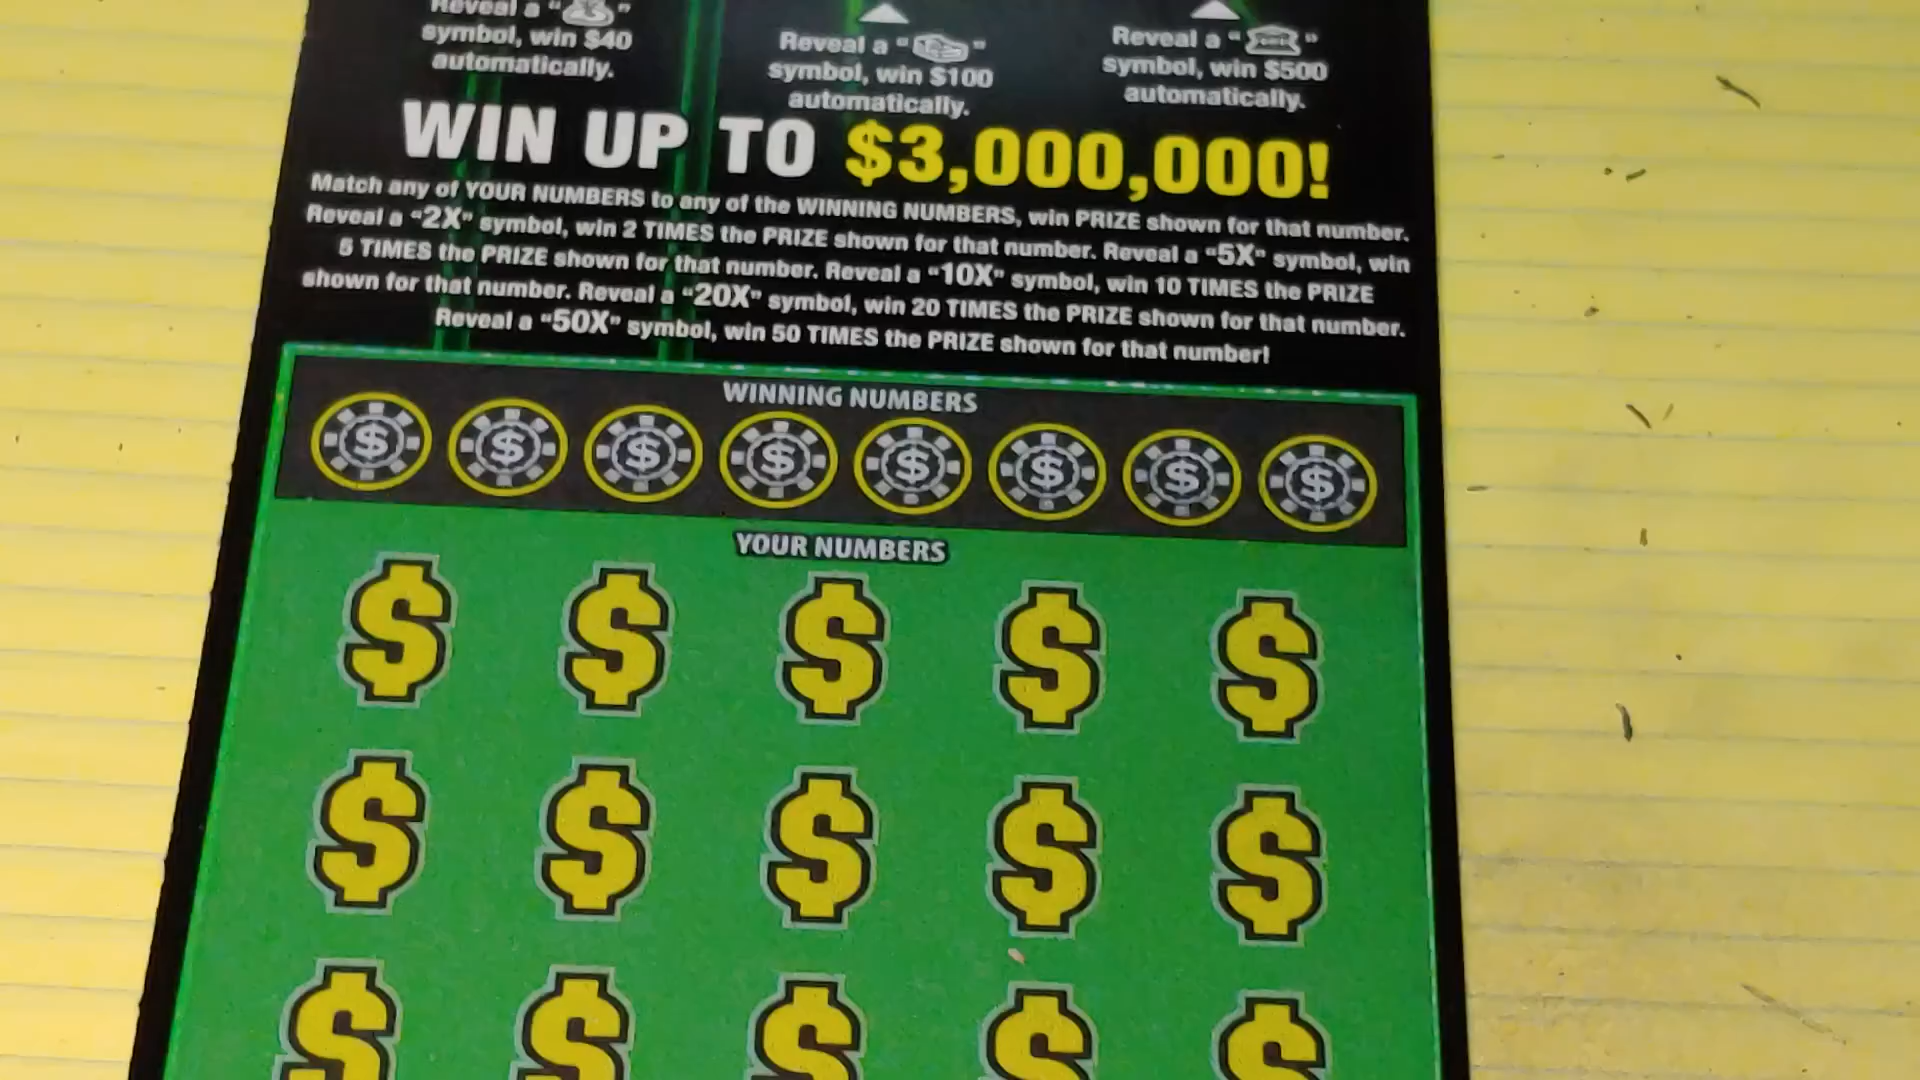 Reveal a " "
symbol, win $40
automatically.
Reveal a " "
symbol, win $100
automatically.
Reveal a " "
symbol, win $500
automatically.
WIN UP TO $3,000,000!
Match any of YOUR NUMBERS to any of the WINNING NUMBERS, win PRIZE shown for that number.
Reveal a "2X" symbol, win 2 TIMES the PRIZE shown for that number. Reveal a "5X" symbol, win
5 TIMES the PRIZE shown for that number. Reveal a "10X" symbol, win 10 TIMES the PRIZE
shown for that number. Reveal a "20X" symbol, win 20 TIMES the PRIZE shown for that number.
Reveal a "50X" symbol, win 50 TIMES the PRIZE shown for that number!
WINNING NUMBERS
$ $ $ $ $ $ $ $
YOUR NUMBERS
$ $ $ $ $
$ $ $ $ $
$ $ $ $ $